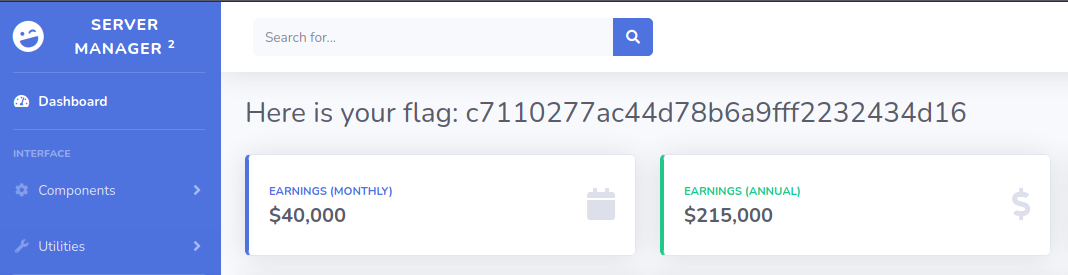 SERVER
MANAGER 2
Search for...
Dashboard
Here is your flag: c7110277ac44d78b6a9fff2232434d16
INTERFACE
Components
EARNINGS (MONTHLY)
$40,000
EARNINGS (ANNUAL)
$215,000
Utilities